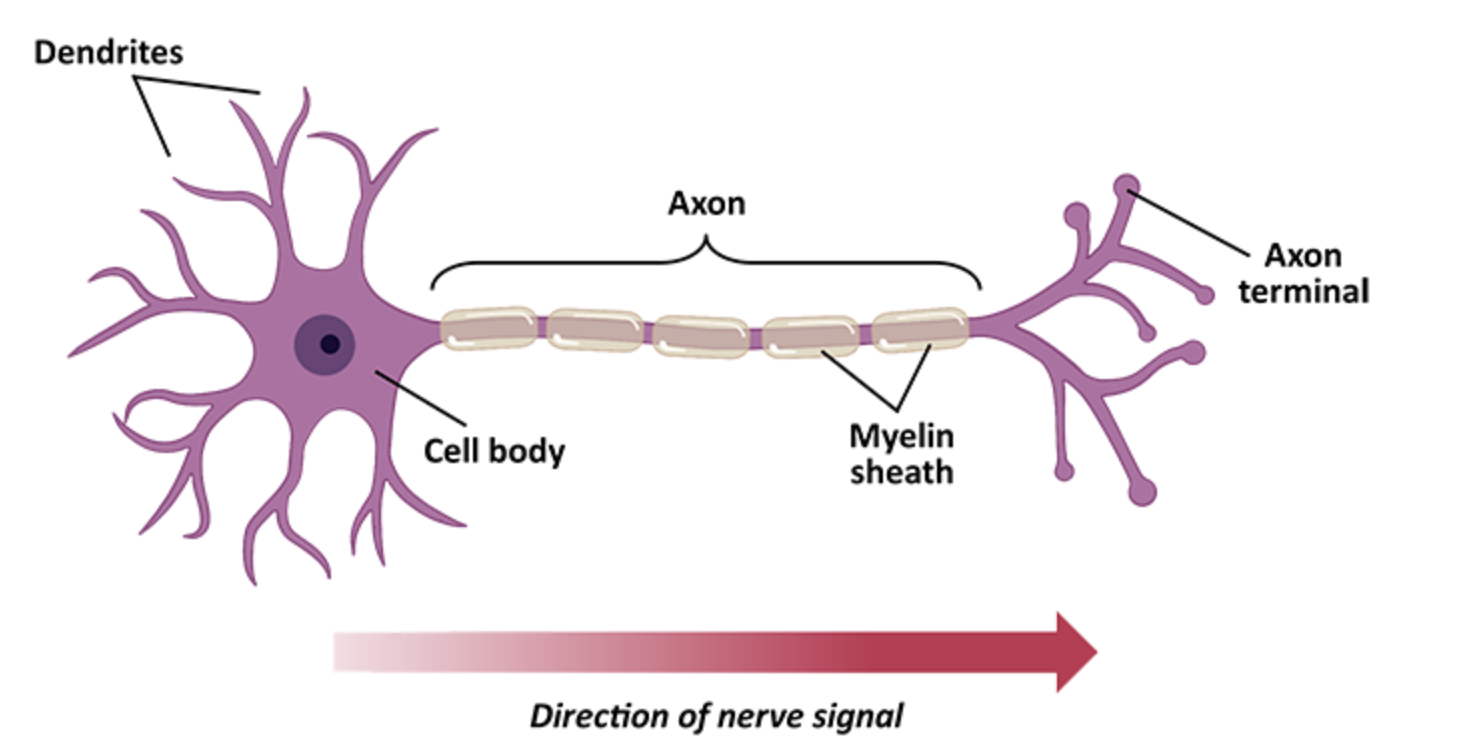 Dendrites
Axon
Axon
terminal
Cell body
Myelin
sheath
Direction of nerve signal